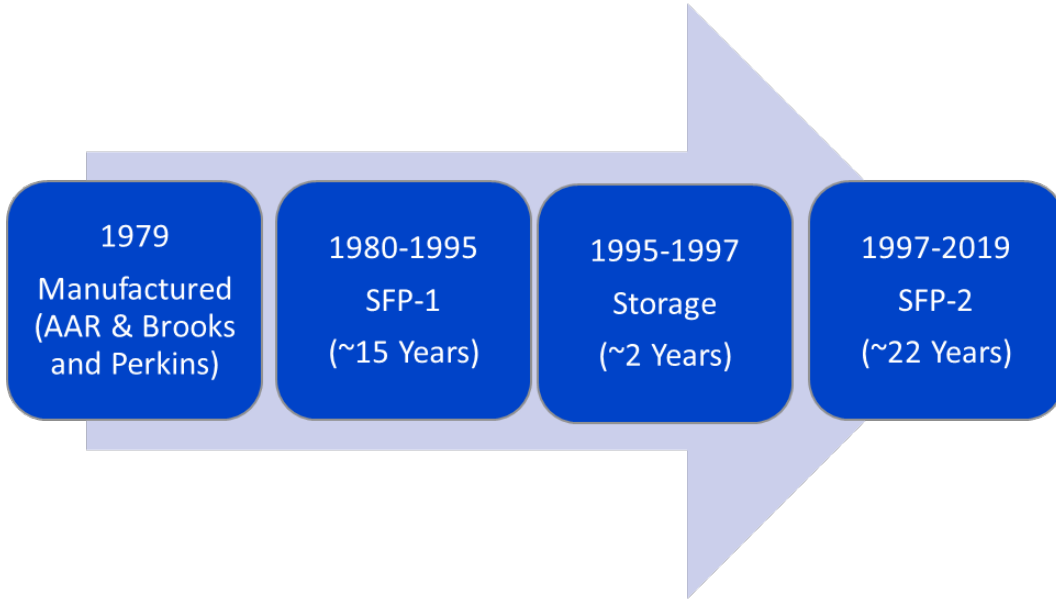 1979
Manufactured
(AAR & Brooks
and Perkins)
1980-1995
SFP-1
(~15 Years)
1995-1997
Storage
(~2 Years)
1997-2019
SFP-2
(~22 Years)